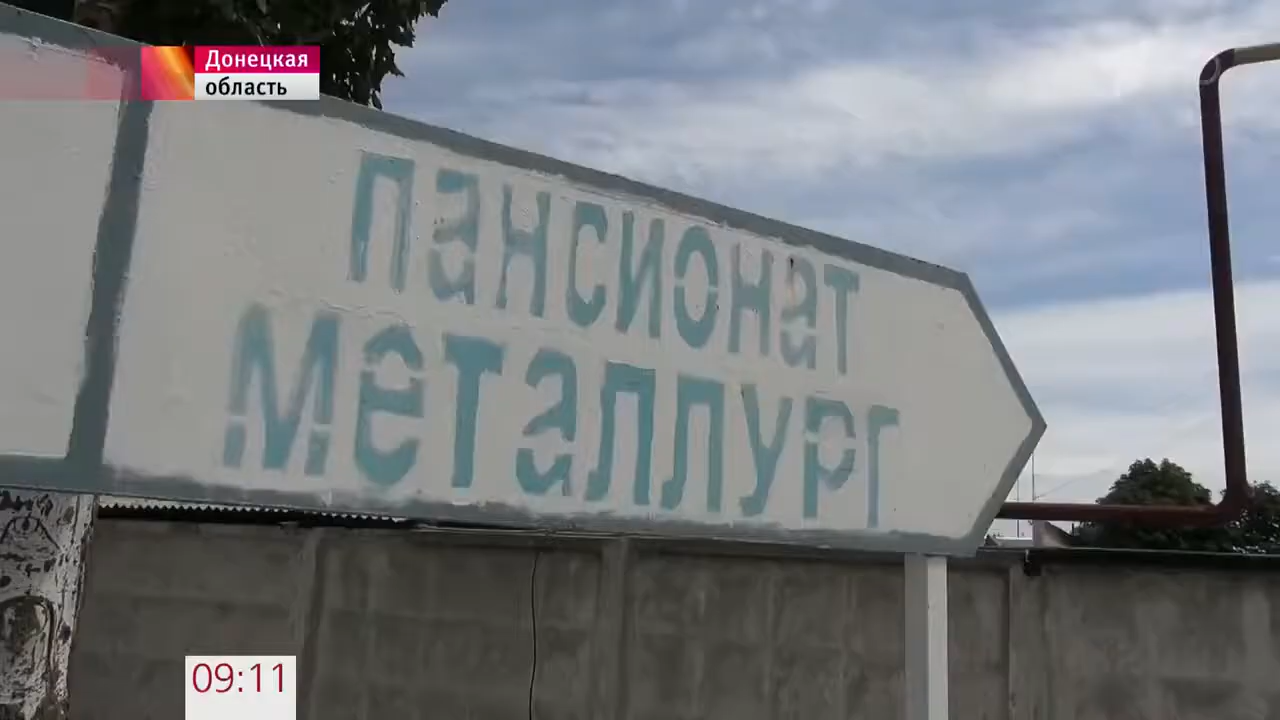 Донецкая
область
пансионат
металлург
09:11